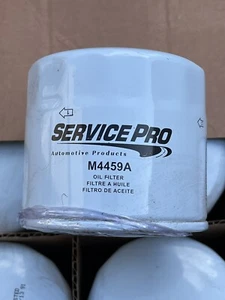 SERVICE PRO
Automotive Products
M4459A
OIL FILTER
FILTRE A HUILE
FILTRO DE ACEITE